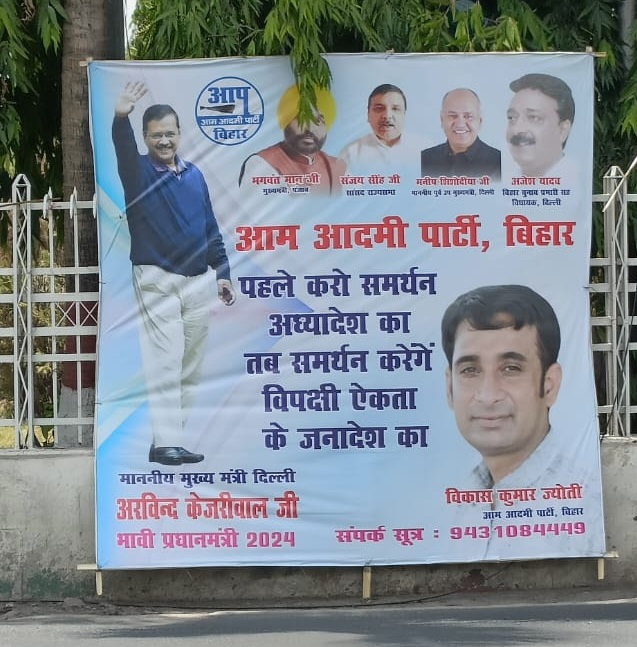 आप
आम आदमी पार्टी
बिहार
भगवंत मान जी
मुख्यमंत्री, पंजाब
संजय सिंह जी
सांसद राज्यसभा
मनीष सिसोदीया जी
माननीय पुर्व उप मुख्यमंत्री, दिल्ली
अजेश यादव
बिहार चुनाव प्रभारी सह
विधायक, दिल्ली
आम आदमी पार्टी, बिहार
पहले करो समर्थन
अध्यादेश का
तब समर्थन करेगें
विपक्षी ऐकता
के जनादेश का
माननीय मुख्य मंत्री दिल्ली
अरविन्द केजरीवाल जी
भावी प्रधानमंत्री 2024
विकास कुमार ज्योती
आम आदमी पार्टी, बिहार
संपर्क सूत्र : 9431084449